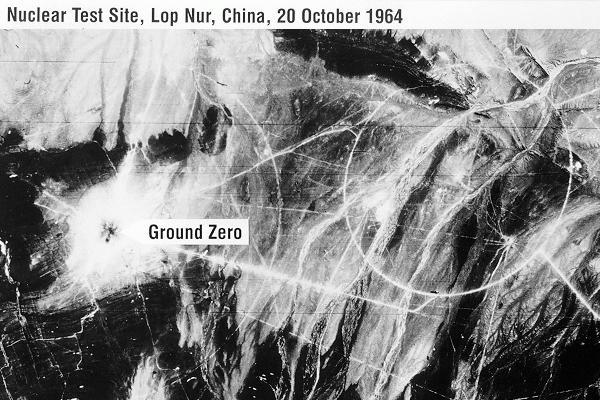 Nuclear Test Site, Lop Nur, China, 20 October 1964
Ground Zero